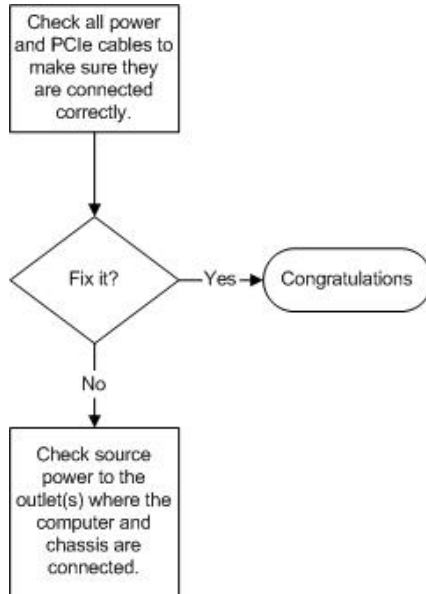 Check all power
and PCIe cables to
make sure they
are connected
correctly.
Fix it?
Yes
Congratulations
No
Check source
power to the
outlet(s) where the
computer and
chassis are
connected.